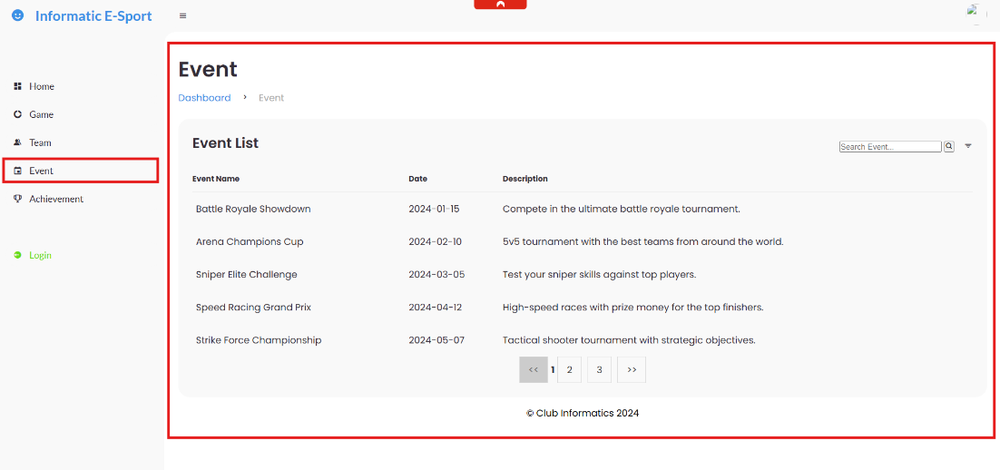 Informatic E-Sport
Home
Game
Team
Event
Achievement
Login
Event
Dashboard > Event
Event List
Search Event...
Event Name Date Description
Battle Royale Showdown 2024-01-15 Compete in the ultimate battle royale tournament.
Arena Champions Cup 2024-02-10 5v5 tournament with the best teams from around the world.
Sniper Elite Challenge 2024-03-05 Test your sniper skills against top players.
Speed Racing Grand Prix 2024-04-12 High-speed races with prize money for the top finishers.
Strike Force Championship 2024-05-07 Tactical shooter tournament with strategic objectives.
<< 1 2 3 >>
© Club Informatics 2024